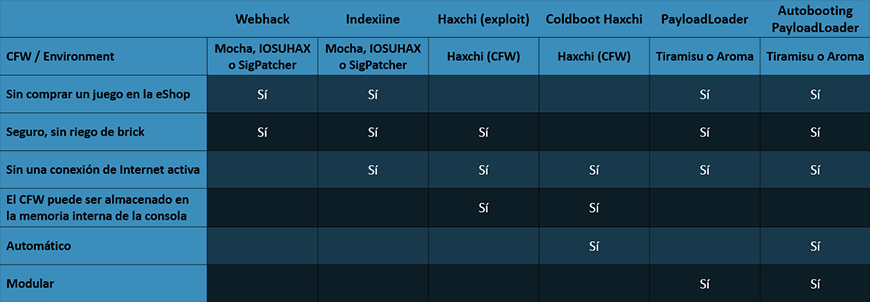 Webhack Indexiine Haxchi (exploit) Coldboot Haxchi PayloadLoader Autobooting PayloadLoader
CFW / Environment Mocha, IOSUHAX o SigPatcher Mocha, IOSUHAX o SigPatcher Haxchi (CFW) Haxchi (CFW) Tiramisu o Aroma Tiramisu o Aroma
Sin comprar un juego en la eShop Sí Sí Sí Sí
Seguro, sin riego de brick Sí Sí Sí Sí Sí
Sin una conexión de Internet activa Sí Sí Sí Sí Sí
El CFW puede ser almacenado en
la memoria interna de la consola Sí Sí
Automático Sí Sí
Modular Sí Sí